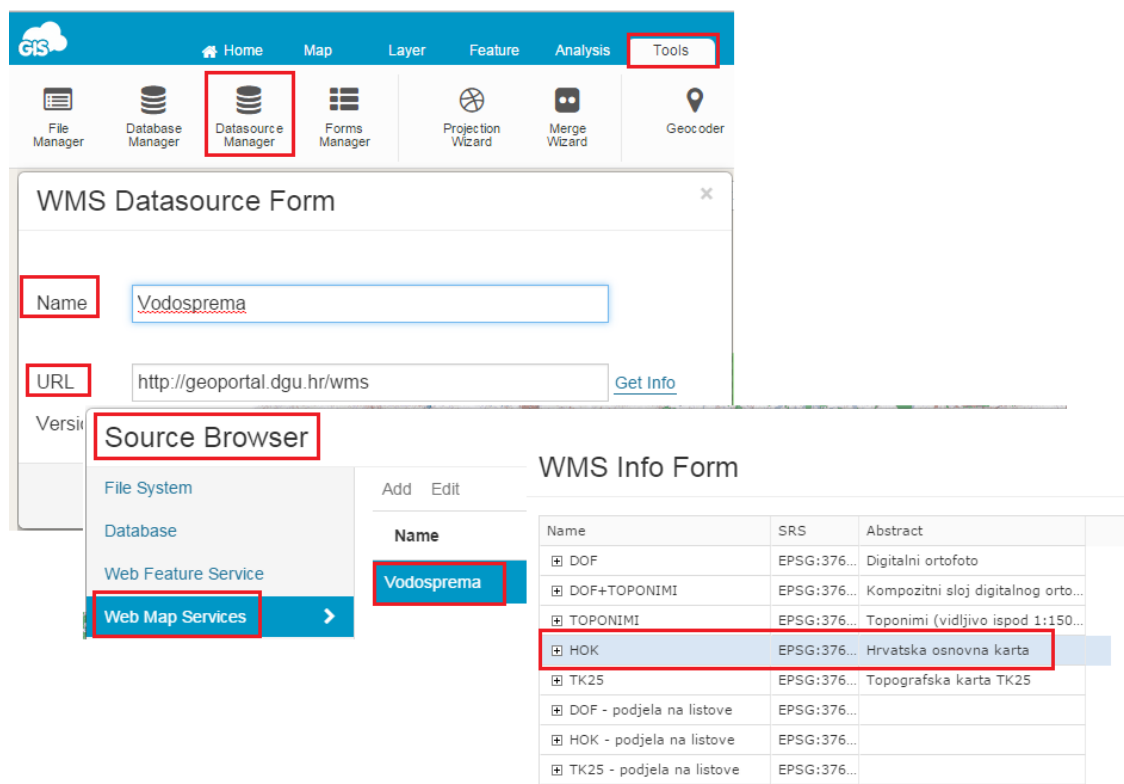 GIS
Home Map Layer Feature Analysis Tools
File Manager
Database Manager
Datasource Manager
Forms Manager
Projection Wizard
Merge Wizard
Geocoder
WMS Datasource Form ×
Name Vodosprema
URL http://geoportal.dgu.hr/wms Get Info
Versi
Source Browser
File System
Database
Web Feature Service
Web Map Services
Add Edit
Name
Vodosprema
WMS Info Form
Name SRS Abstract
DOF EPSG:376... Digitalni ortofoto
DOF+TOPONIMI EPSG:376... Kompozitni sloj digitalnog orto...
TOPONIMI EPSG:376... Toponimi (vidljivo ispod 1:150...
HOK EPSG:376... Hrvatska osnovna karta
TK25 EPSG:376... Topografska karta TK25
DOF - podjela na listove EPSG:376...
HOK - podjela na listove EPSG:376...
TK25 - podjela na listove EPSG:376...